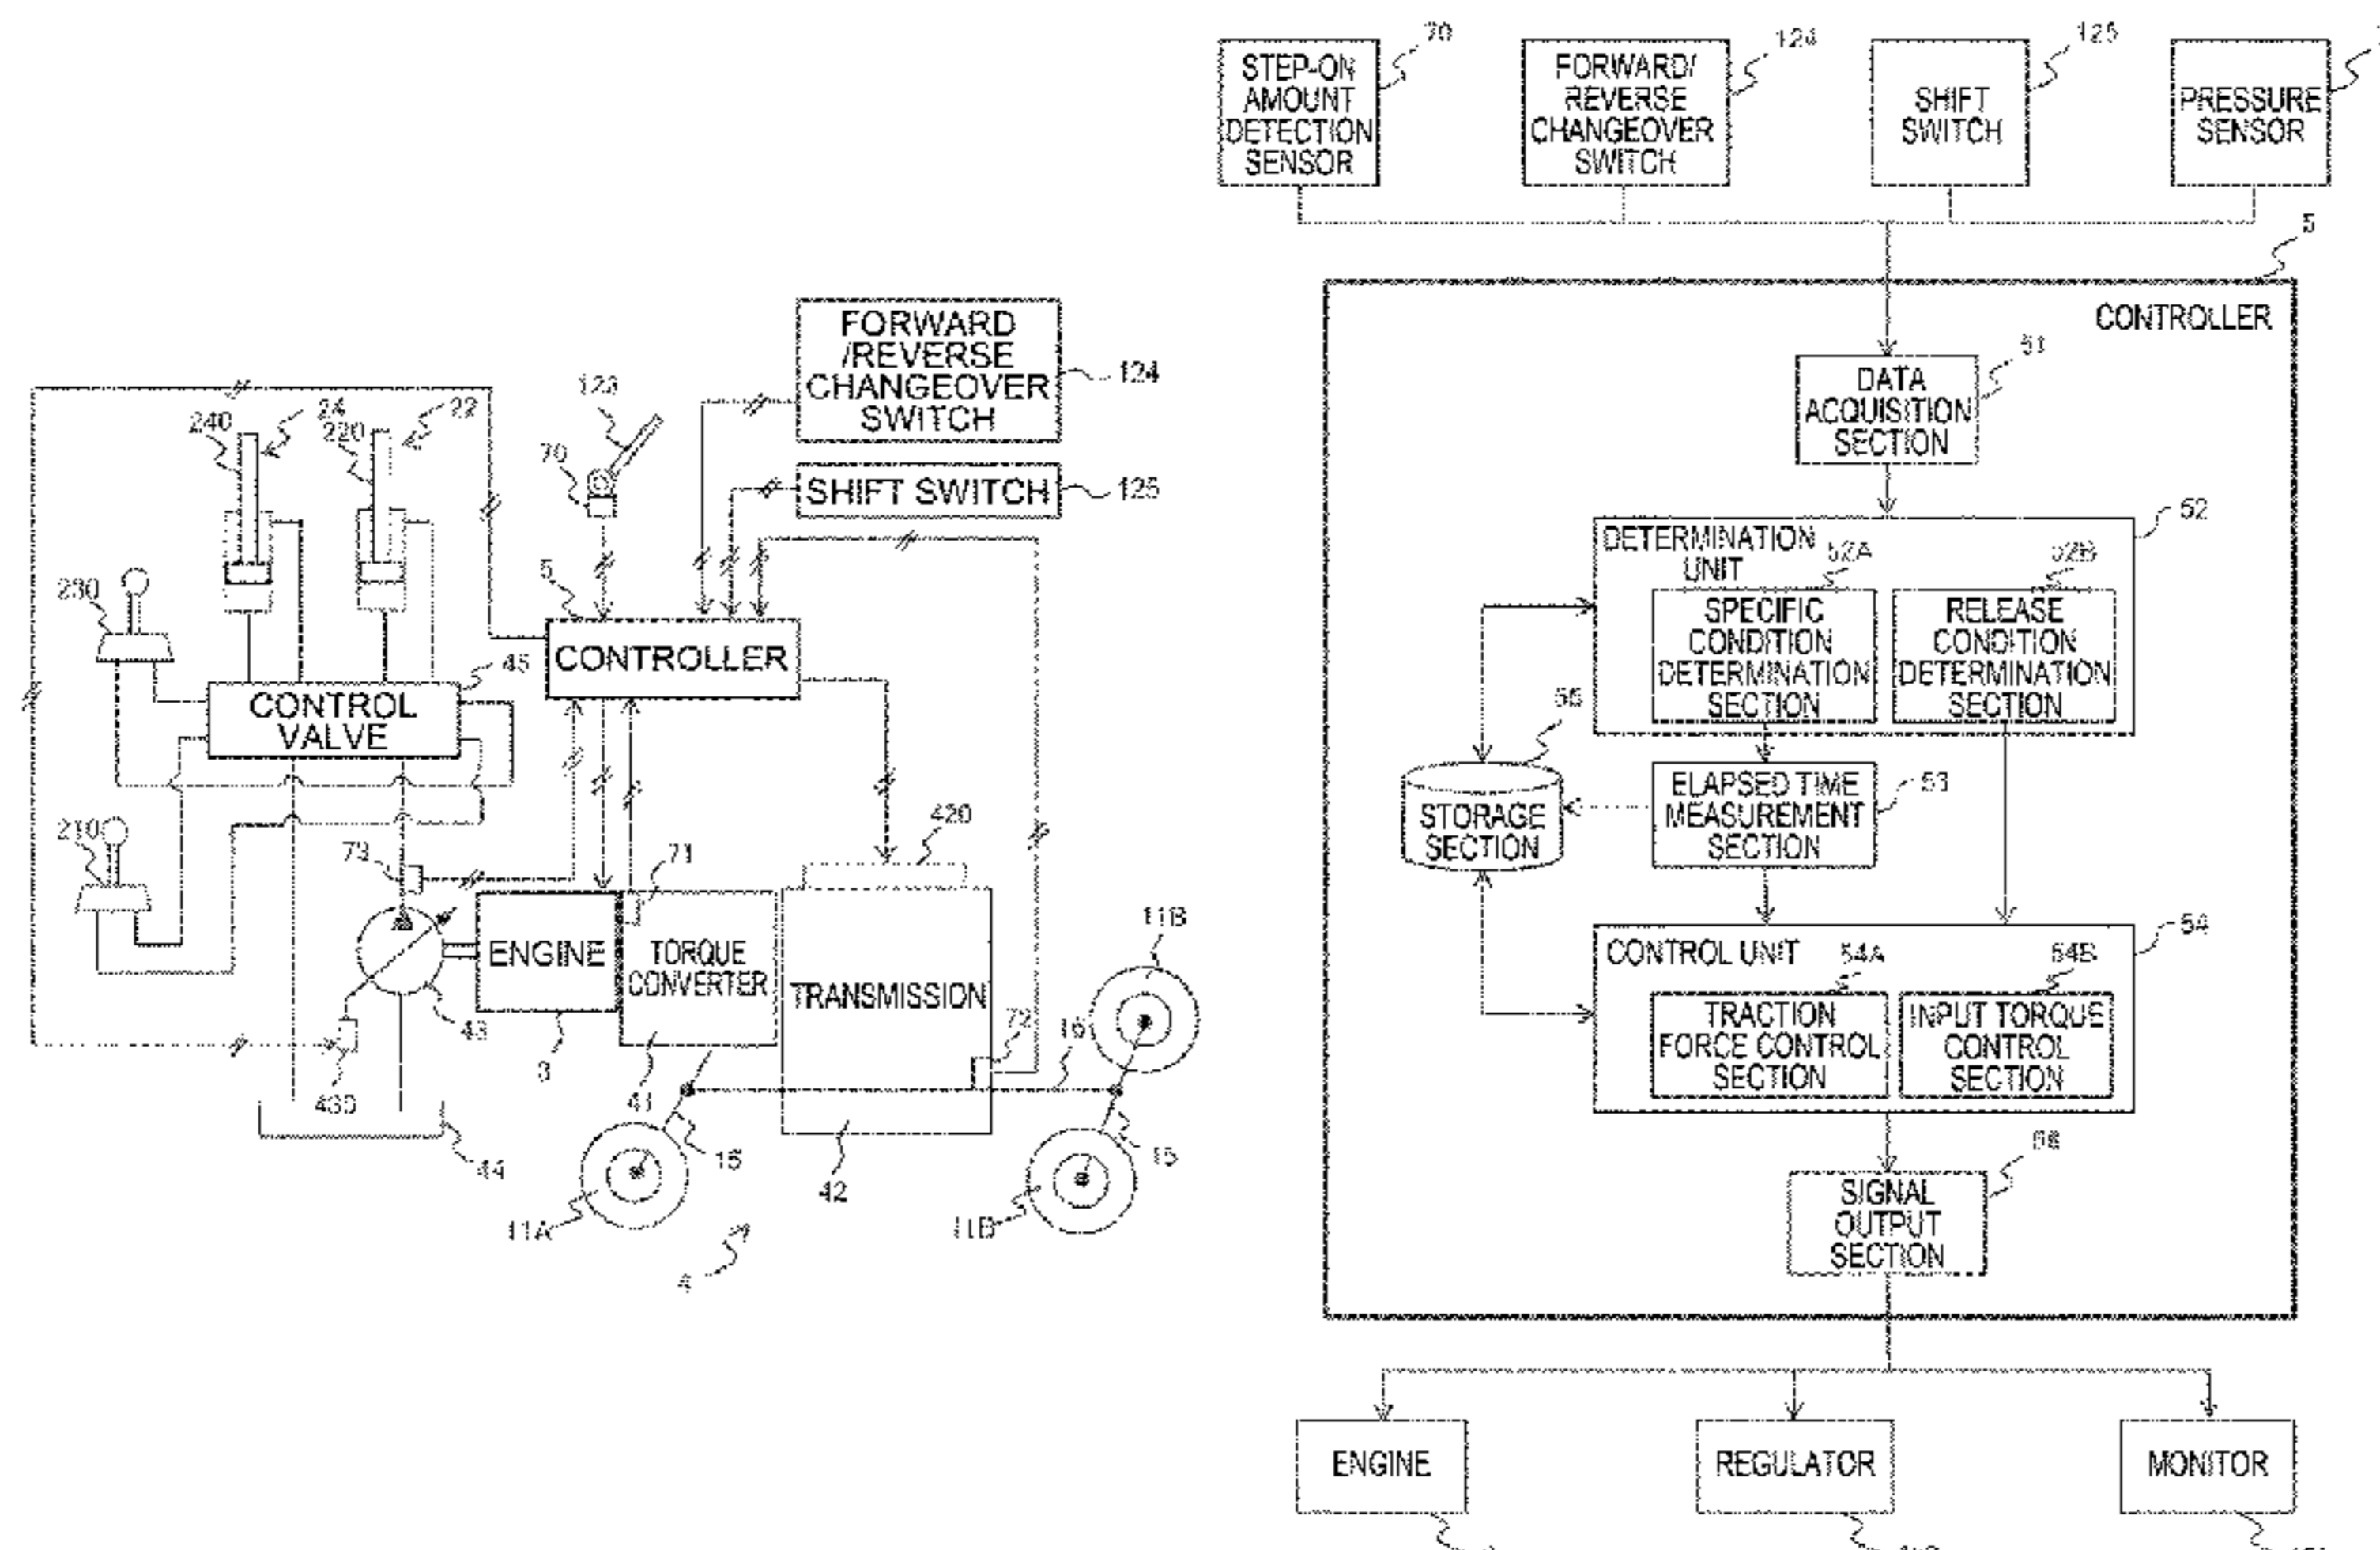 FORWARD
/REVERSE
CHANGEOVER
SWITCH
124
123
24
22
240
220
70
SHIFT SWITCH
125
230
5
45
CONTROLLER
CONTROL
VALVE
210
73
71
420
ENGINE
TORQUE
CONVERTER
TRANSMISSION
11B
43
3
72
16
430
41
44
15
42
15
11A
11B
4
70
STEP-ON
AMOUNT
DETECTION
SENSOR
124
FORWARD/
REVERSE
CHANGEOVER
SWITCH
125
SHIFT
SWITCH
PRESSURE
SENSOR
5
CONTROLLER
51
DATA
ACQUISITION
SECTION
52
DETERMINATION
UNIT
52A
52B
SPECIFIC
CONDITION
DETERMINATION
SECTION
RELEASE
CONDITION
DETERMINATION
SECTION
STORAGE
SECTION
53
ELAPSED TIME
MEASUREMENT
SECTION
54
CONTROL UNIT
54A
54B
TRACTION
FORCE CONTROL
SECTION
INPUT TORQUE
CONTROL
SECTION
SIGNAL
OUTPUT
SECTION
ENGINE
REGULATOR
MONITOR